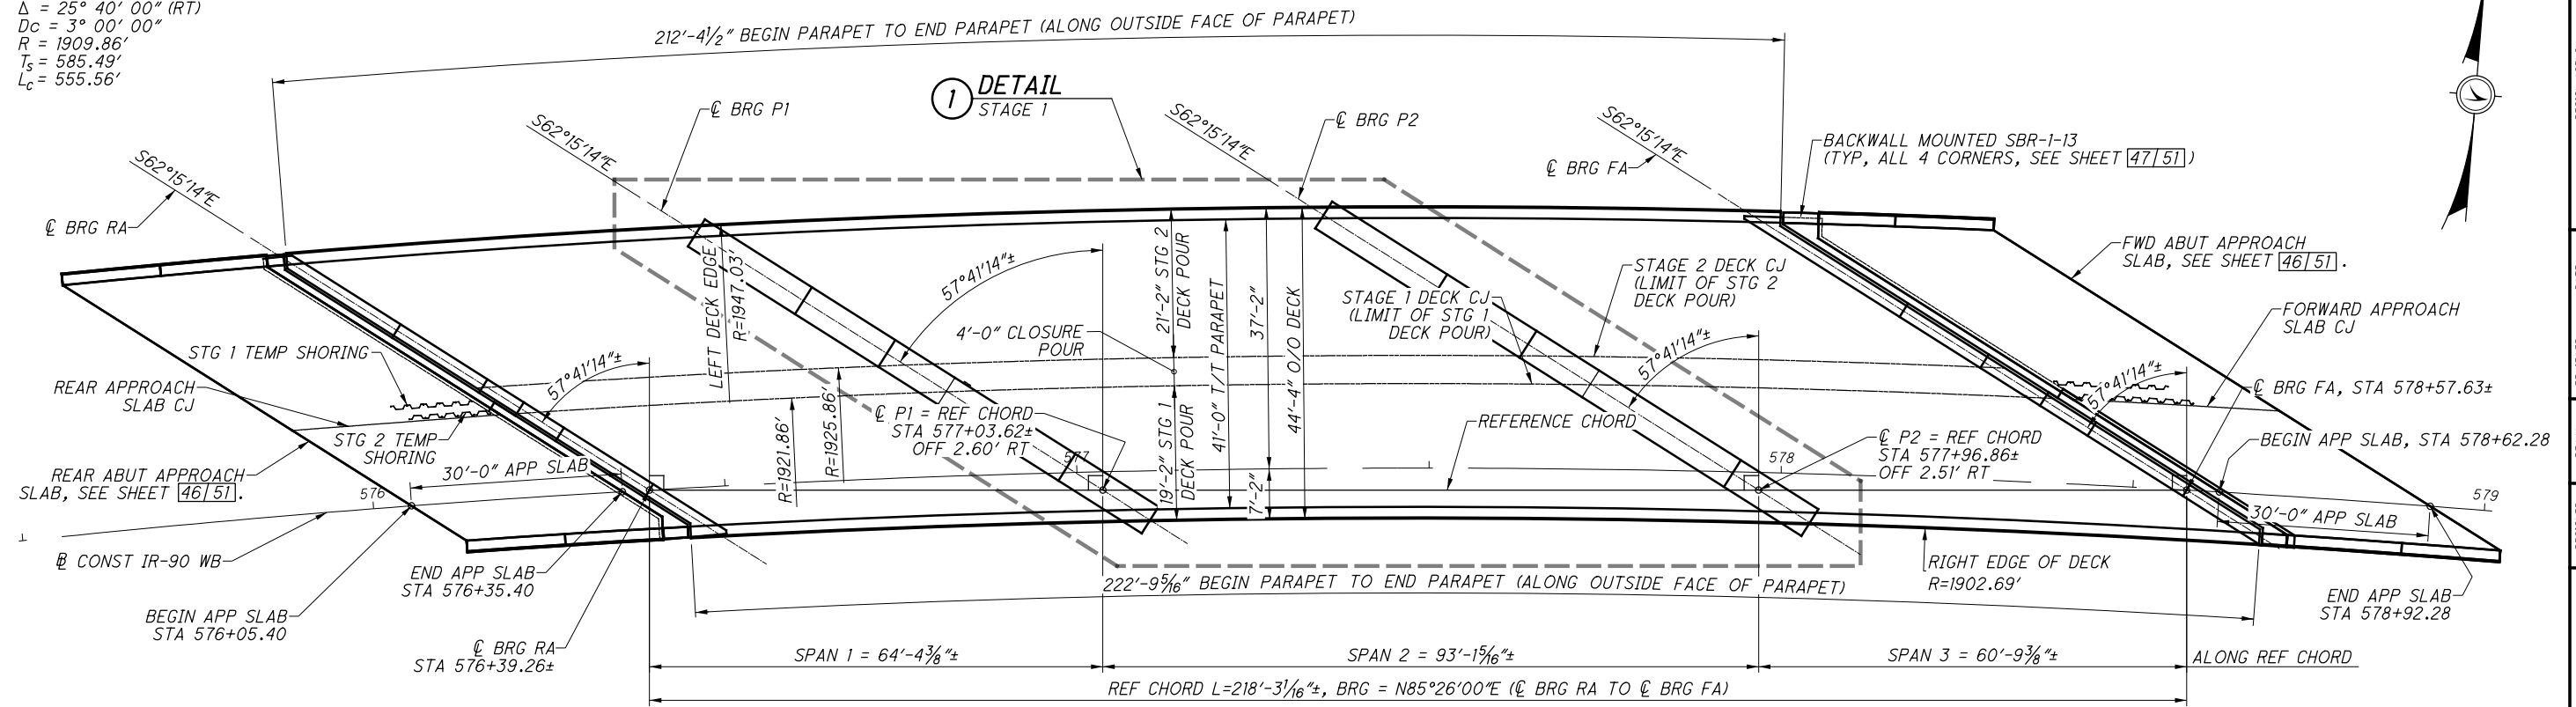 Δ = 25° 40' 00" (RT)
Dc = 3° 00' 00"
R = 1909.86'
Ts = 585.49'
Lc = 555.56'
212'-4½" BEGIN PARAPET TO END PARAPET (ALONG OUTSIDE FACE OF PARAPET)
1
DETAIL
STAGE 1
S62°15'14"E
℄ BRG RA
S62°15'14"E
℄ BRG P1
S62°15'14"E
℄ BRG P2
S62°15'14"E
℄ BRG FA
BACKWALL MOUNTED SBR-1-13
(TYP, ALL 4 CORNERS, SEE SHEET 47/51)
FWD ABUT APPROACH
SLAB, SEE SHEET 46/51.
FORWARD APPROACH
SLAB CJ
LEFT DECK EDGE
R=1947.03'
57°41'14"±
4'-0" CLOSURE
POUR
21'-2" STG 2
DECK POUR
41'-0" T/T PARAPET
37'-2"
44'-4" O/O DECK
STAGE 2 DECK CJ
(LIMIT OF STG 2
DECK POUR)
STAGE 1 DECK CJ
(LIMIT OF STG 1
DECK POUR)
57°41'14"±
57°41'14"±
57°41'14"±
STG 1 TEMP SHORING
REAR APPROACH
SLAB CJ
STG 2 TEMP
SHORING
REAR ABUT APPROACH
SLAB, SEE SHEET 46/51.
30'-0" APP SLAB
576
R=1921.86'
R=1925.86'
℄ P1 = REF CHORD
STA 577+03.62±
OFF 2.60' RT
577
19'-2" STG 1
DECK POUR
7'-2"
REFERENCE CHORD
℄ P2 = REF CHORD
STA 577+96.86±
OFF 2.51' RT
578
℄ BRG FA, STA 578+57.63±
BEGIN APP SLAB, STA 578+62.28
579
30'-0" APP SLAB
℔ CONST IR-90 WB
END APP SLAB
STA 576+35.40
BEGIN APP SLAB
STA 576+05.40
℄ BRG RA
STA 576+39.26±
222'-9 5/16" BEGIN PARAPET TO END PARAPET (ALONG OUTSIDE FACE OF PARAPET)
RIGHT EDGE OF DECK
R=1902.69'
END APP SLAB
STA 578+92.28
SPAN 1 = 64'-4⅜"±
SPAN 2 = 93'-1 5/16"±
SPAN 3 = 60'-9⅜"±
ALONG REF CHORD
REF CHORD L=218'-3 1/16"±, BRG = N85°26'00"E (℄ BRG RA TO ℄ BRG FA)